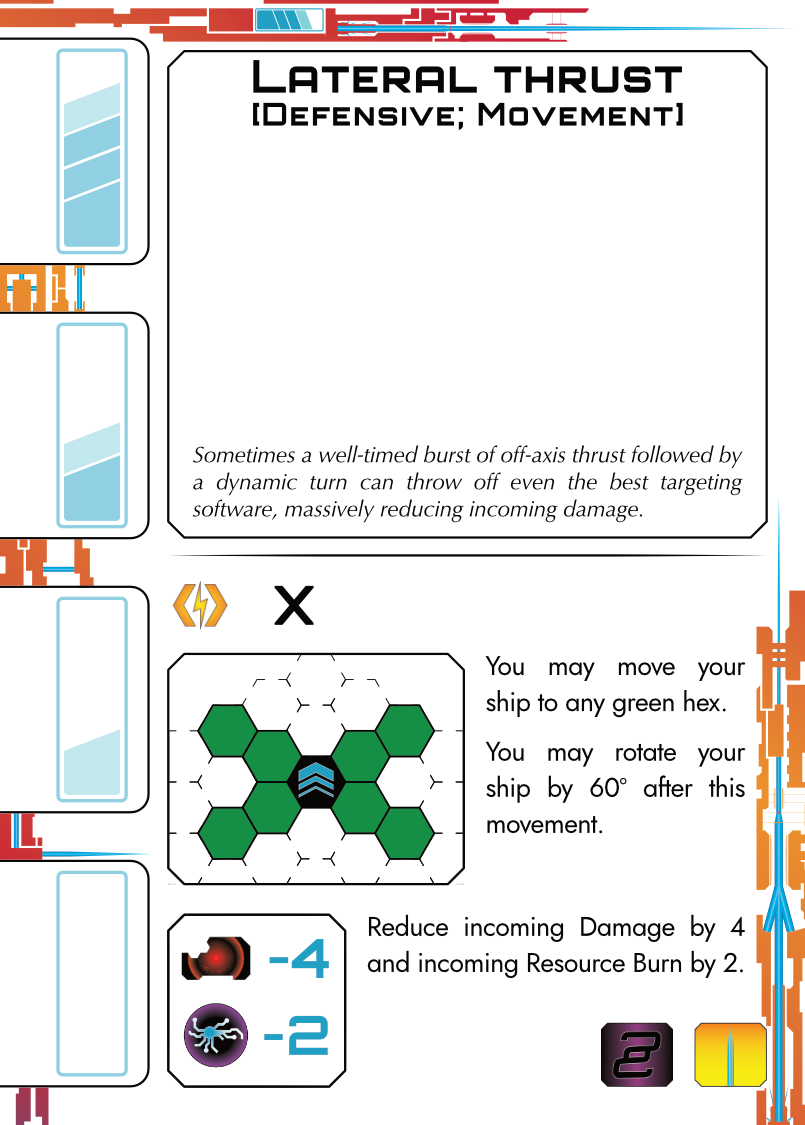 Lateral thrust
[Defensive; Movement]
Sometimes a well-timed burst of off-axis thrust followed by
a dynamic turn can throw off even the best targeting
software, massively reducing incoming damage.
X
You may move your
ship to any green hex.
You may rotate your
ship by 60° after this
movement.
Reduce incoming Damage by 4
and incoming Resource Burn by 2.
-4
-2